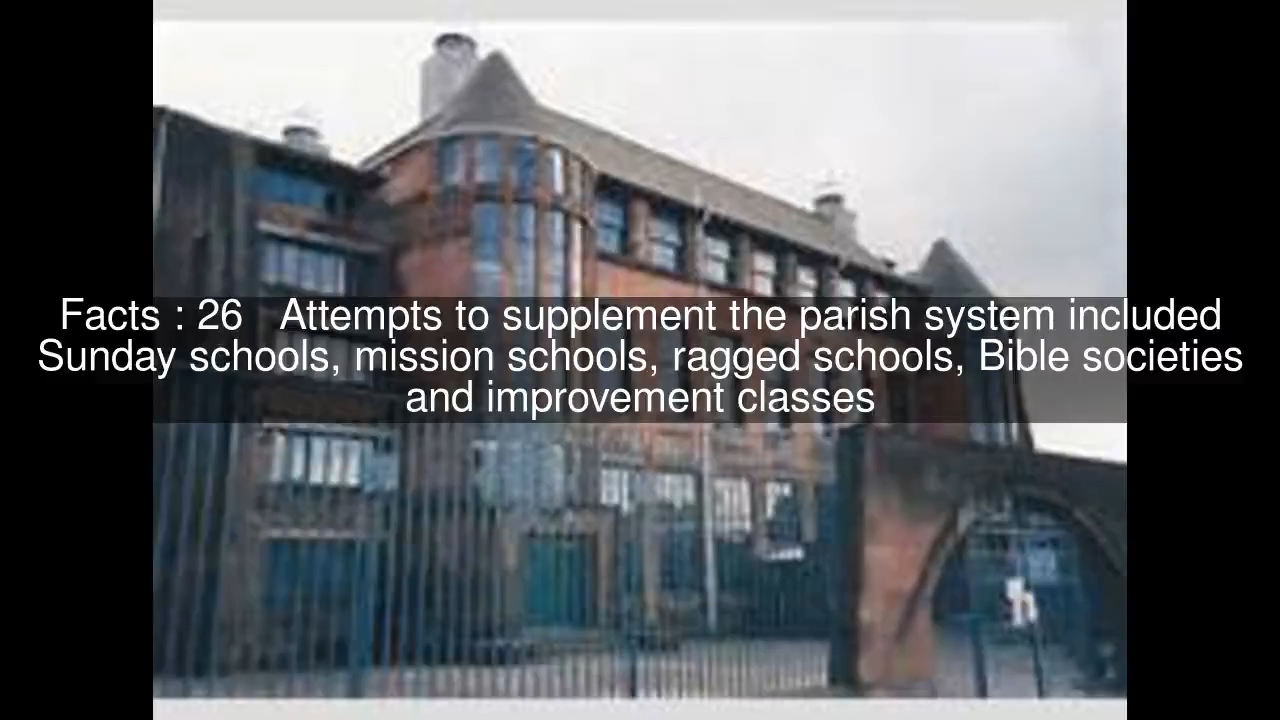 Facts : 26   Attempts to supplement the parish system included
Sunday schools, mission schools, ragged schools, Bible societies
and improvement classes